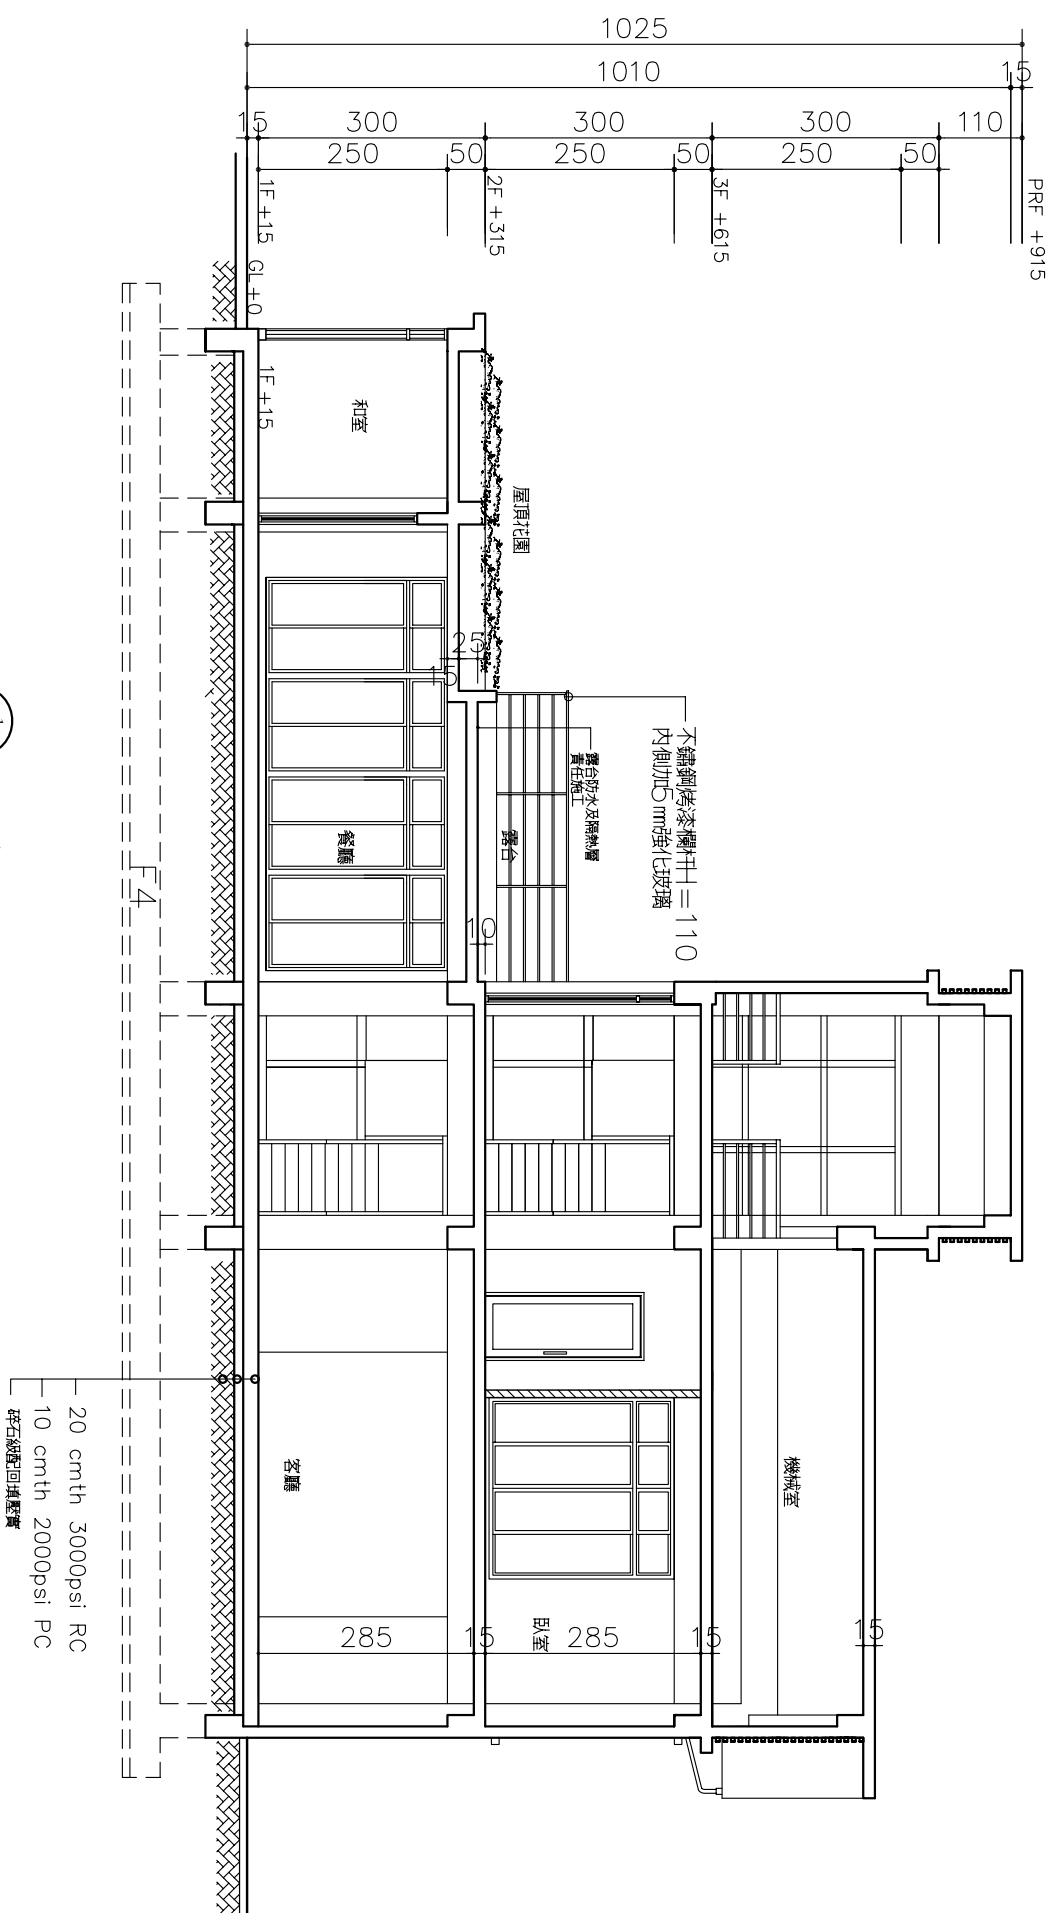 1025
1010
15
15
300
300
300
110
250
50
250
50
250
50
1F +15
2F +315
3F +615
PRF +915
GL +0
1F +15
和室
屋頂花園
25
15
不鏽鋼烤漆欄杆H=110
內側加5mm強化玻璃
露台防水及隔熱層
責任施工
露台
餐廳
10
F4
機械室
客廳
臥室
285
15
285
15
15
20 cmth 3000psi RC
10 cmth 2000psi PC
碎石級配回填壓實